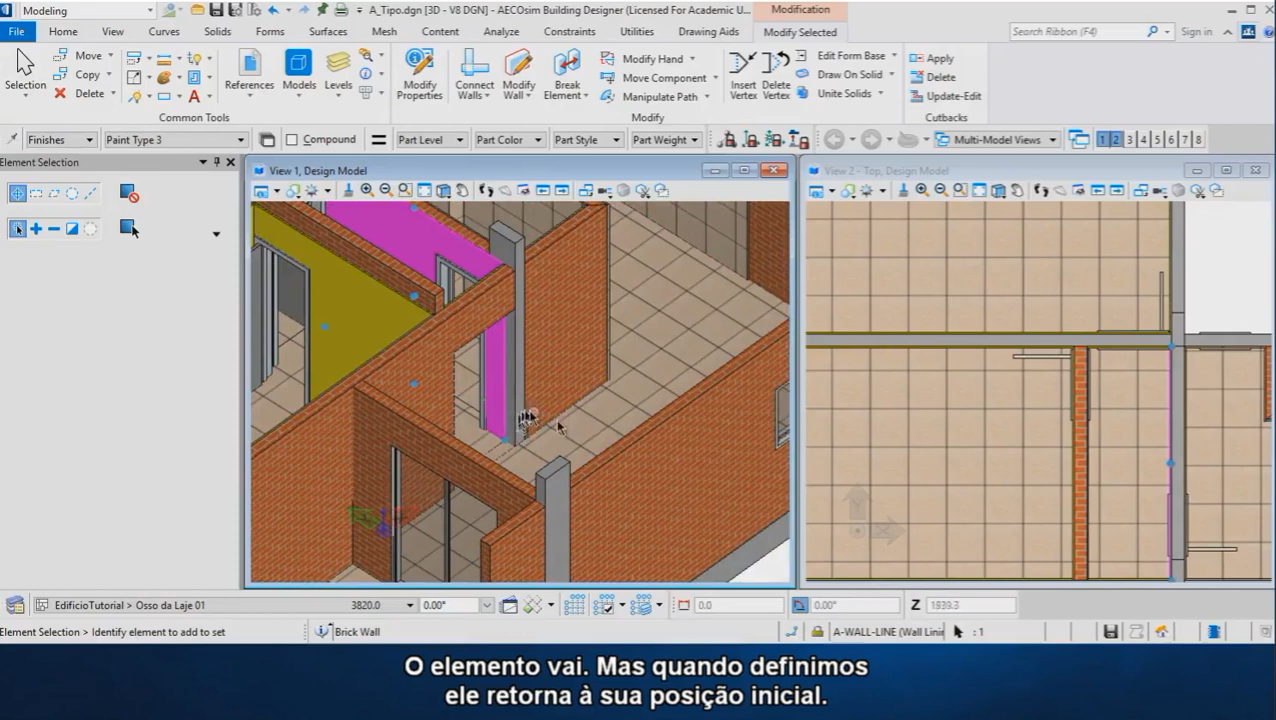 Modeling
A_Tipo.dgn [3D - V8 DGN] - AECOsim Building Designer (Licensed For Academic U...
Modification
File Home View Curves Solids Forms Surfaces Mesh Content Analyze Constraints Utilities Drawing Aids Modify Selected
Search Ribbon (F4)
Sign in
Selection
Move
Copy
Delete
References
Models
Levels
Common Tools
Modify Properties
Connect Walls
Modify Wall
Break Element
Modify Hand
Modify Component
Manipulate Path
Modify
Insert Vertex
Delete Vertex
Edit Form Base
Draw On Solid
Unite Solids
Apply
Delete
Update-Edit
Cutbacks
Finishes
Paint Type 3
Compound
Part Level
Part Color
Part Style
Part Weight
Multi-Model Views
1 2 3 4 5 6 7 8
Element Selection
View 1, Design Model
View 2 - Top, Design Model
EdificioTutorial > Osso da Laje 01
3820.0
0.00°
0.0
0.00°
Z
1939.3
Element Selection > Identify element to add to set
Brick Wall
A-WALL-LINE (Wall Linin
: 1
O elemento vai. Mas quando definimos
ele retorna à sua posição inicial.